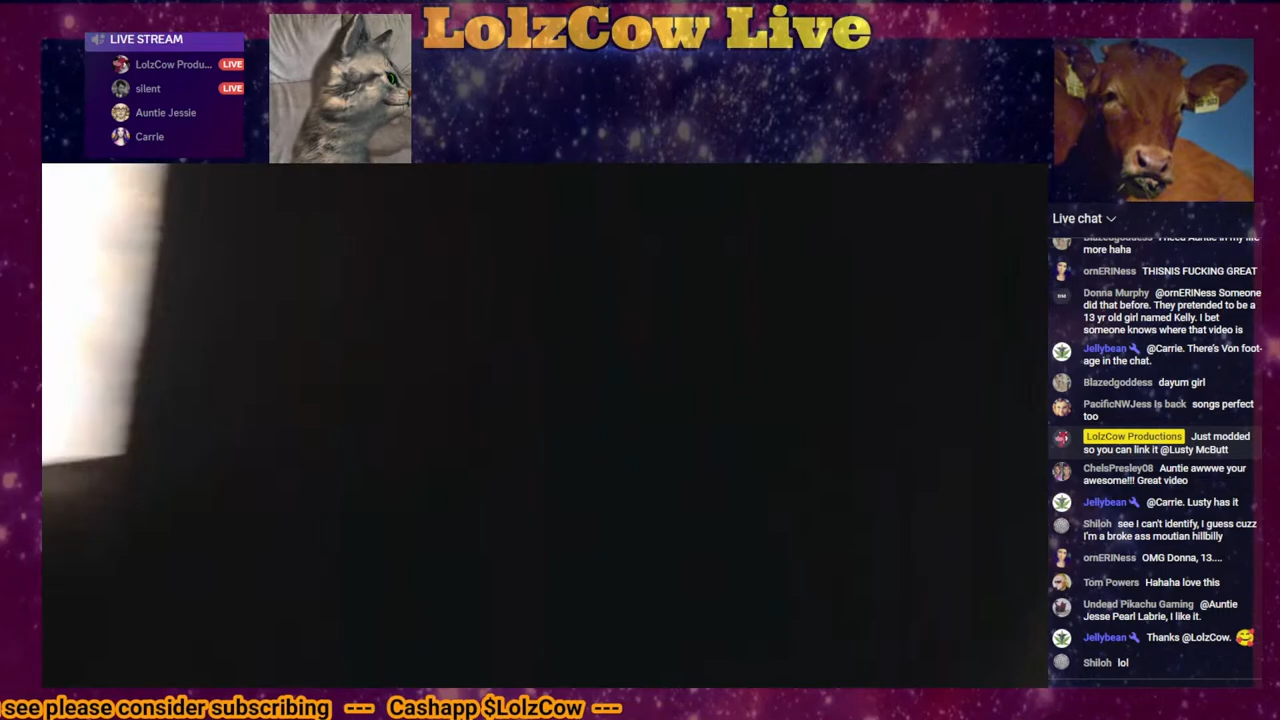 LolzCow Live
LIVE STREAM
LolzCow Produ... LIVE
silent LIVE
Auntie Jessie
Carrie
Live chat
more haha
ornERINess THISNIS FUCKING GREAT
Donna Murphy @ornERINess Someone
did that before. They pretended to be a
13 yr old girl named Kelly. I bet
someone knows where that video is
Jellybean @Carrie. There's Von foot-
age in the chat.
Blazedgoddess dayum girl
PacificNWJess Is back songs perfect
too
LolzCow Productions Just modded
so you can link it @Lusty McButt
ChelsPresley08 Auntie awwwe your
awesome!!! Great video
Jellybean @Carrie. Lusty has it
Shiloh see I can't identify, I guess cuzz
I'm a broke ass moutian hillbilly
ornERINess OMG Donna, 13....
Tom Powers Hahaha love this
Undead Pikachu Gaming @Auntie
Jesse Pearl Labrie, I like it.
Jellybean Thanks @LolzCow. 🥰
Shiloh lol
see please consider subscribing --- Cashapp $LolzCow ---